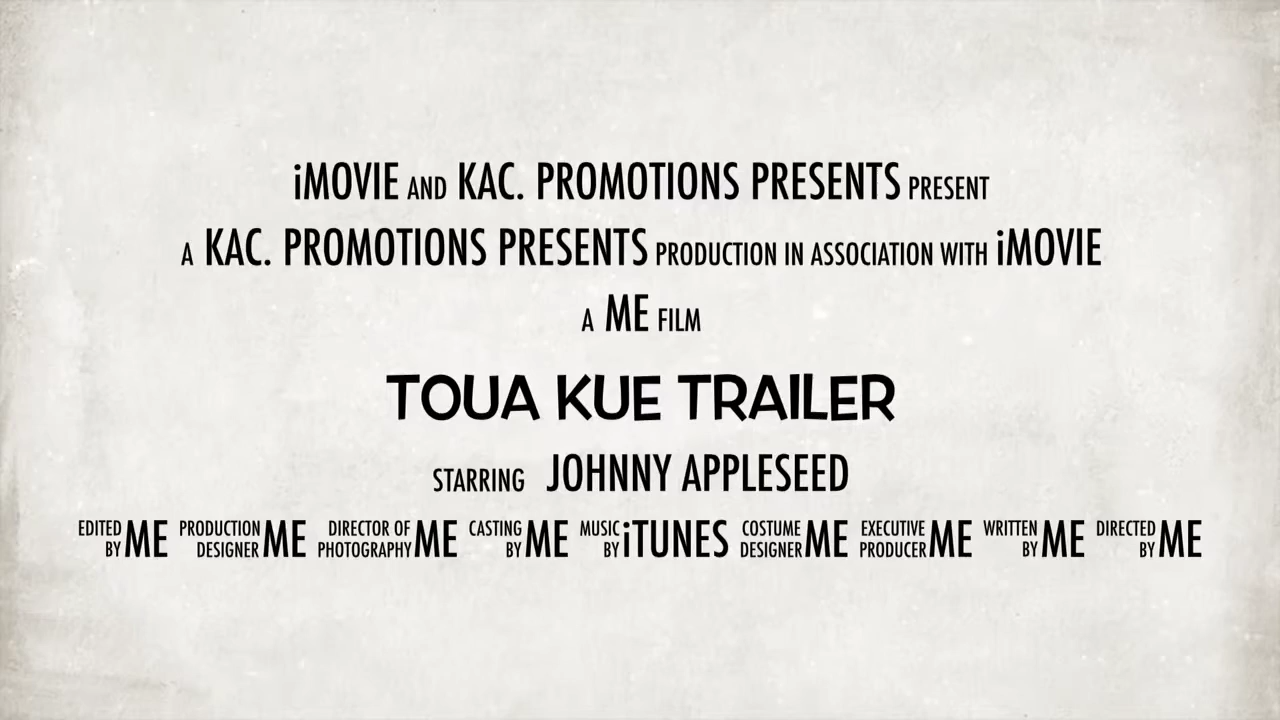 iMOVIE AND KAC. PROMOTIONS PRESENTS PRESENT
A KAC. PROMOTIONS PRESENTS PRODUCTION IN ASSOCIATION WITH iMOVIE
A ME FILM
TOUA KUE TRAILER
STARRING JOHNNY APPLESEED
EDITED BY ME PRODUCTION DESIGNER ME DIRECTOR OF PHOTOGRAPHY ME CASTING BY ME MUSIC BY iTUNES COSTUME DESIGNER ME EXECUTIVE PRODUCER ME WRITTEN BY ME DIRECTED BY ME